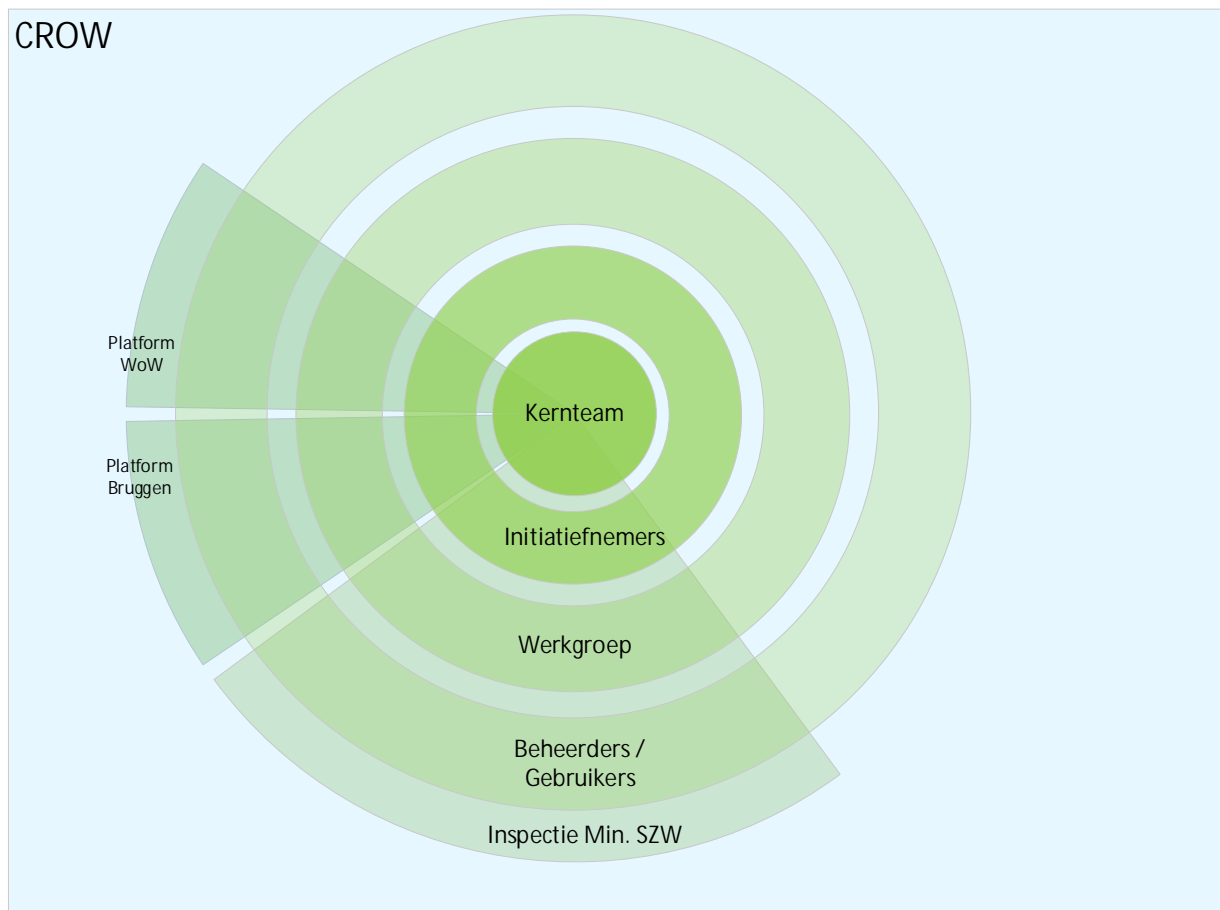 CROW
Platform
WoW
Kernteam
Platform
Bruggen
Initiatiefnemers
Werkgroep
Beheerders /
Gebruikers
Inspectie Min. SZW